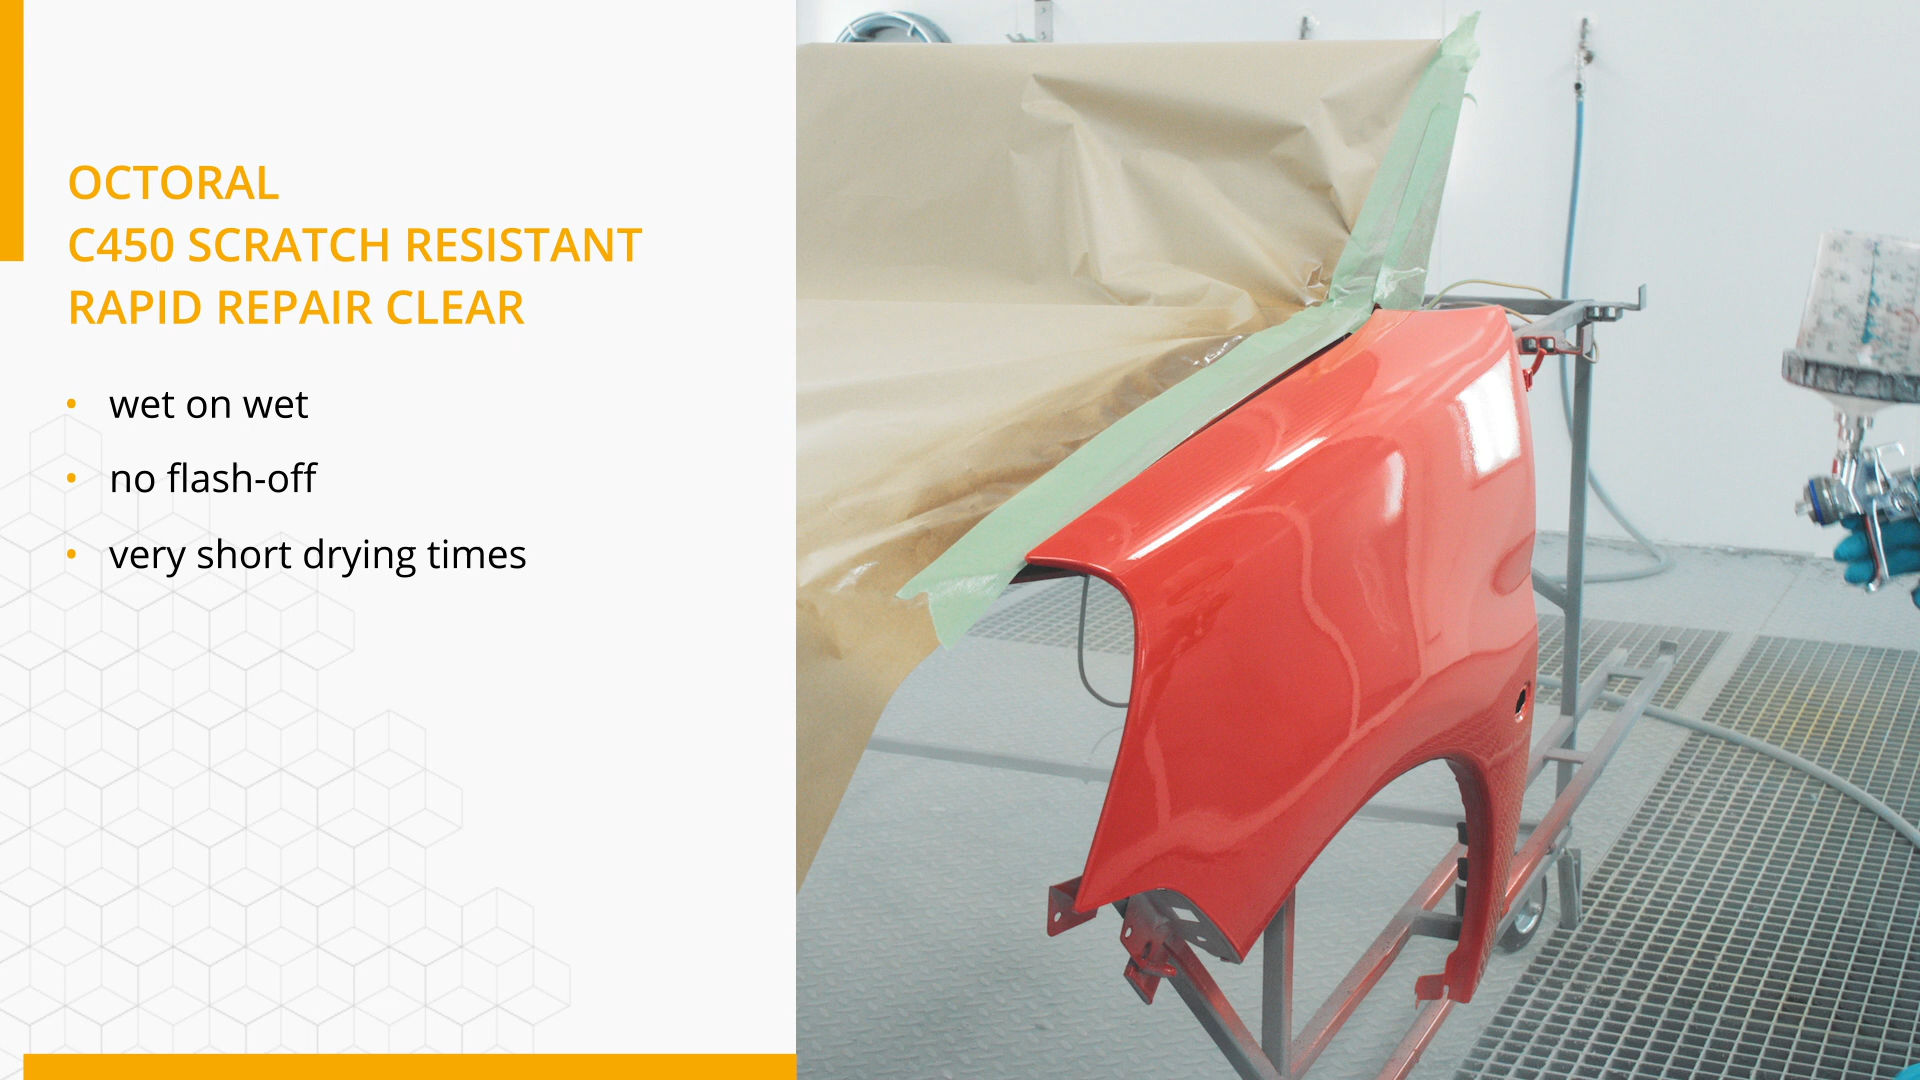 OCTORAL
C450 SCRATCH RESISTANT
RAPID REPAIR CLEAR
• wet on wet
• no flash-off
• very short drying times